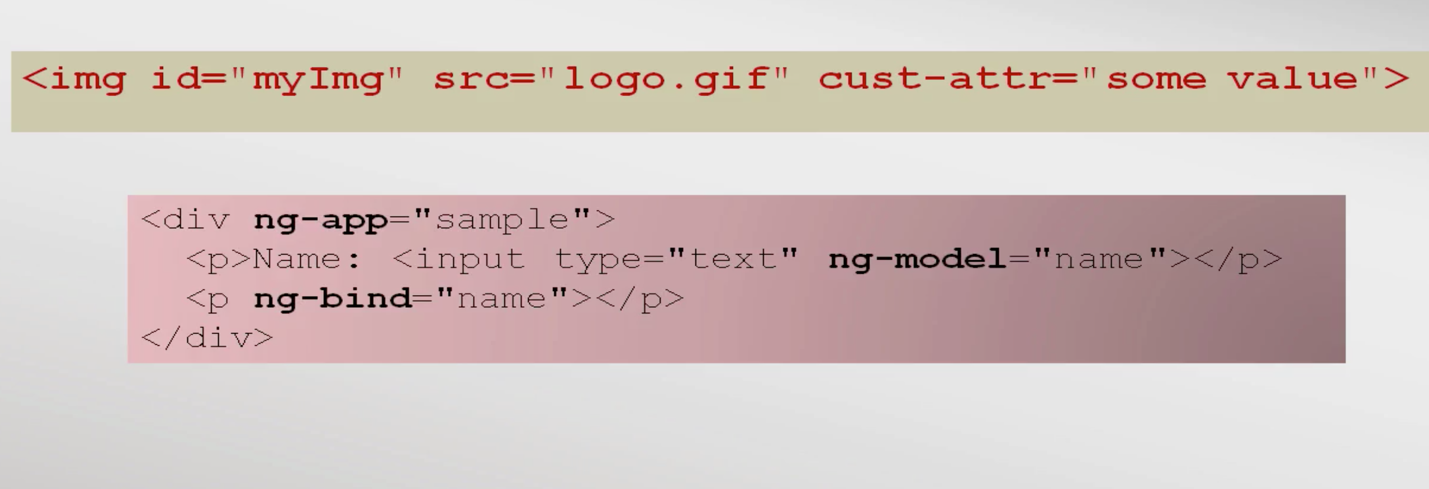 <img id="myImg" src="logo.gif" cust-attr="some value">
<div ng-app="sample">
<p>Name: <input type="text" ng-model="name"></p>
<p ng-bind="name"></p>
</div>